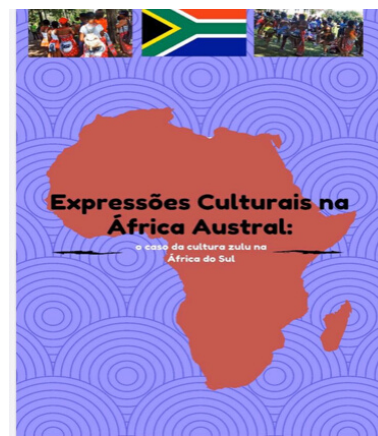 Expressões Culturais na
África Austral:
o caso da cultura zulu na
África do Sul